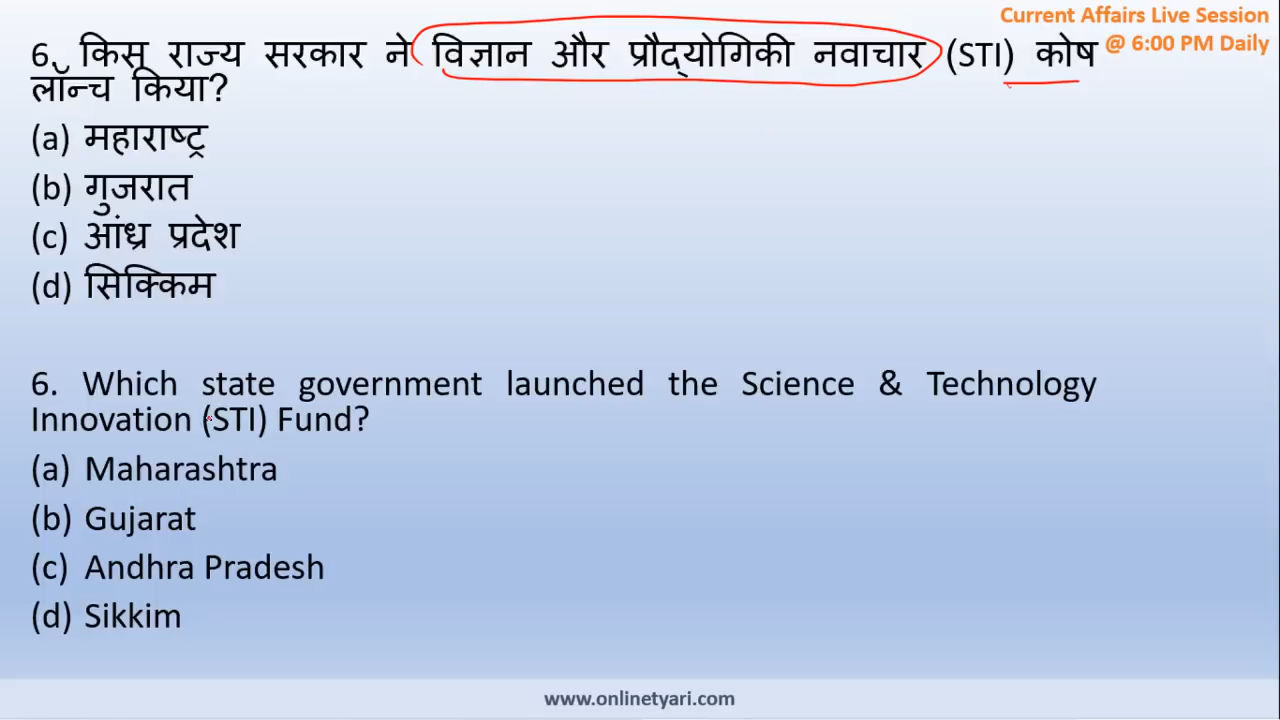 Current Affairs Live Session
@ 6:00 PM Daily
6. किस राज्य सरकार ने विज्ञान और प्रौद्योगिकी नवाचार (STI) कोष
लॉन्च किया?
(a) महाराष्ट्र
(b) गुजरात
(c) आंध्र प्रदेश
(d) सिक्किम
6. Which state government launched the Science & Technology
Innovation (STI) Fund?
(a) Maharashtra
(b) Gujarat
(c) Andhra Pradesh
(d) Sikkim
www.onlinetyari.com